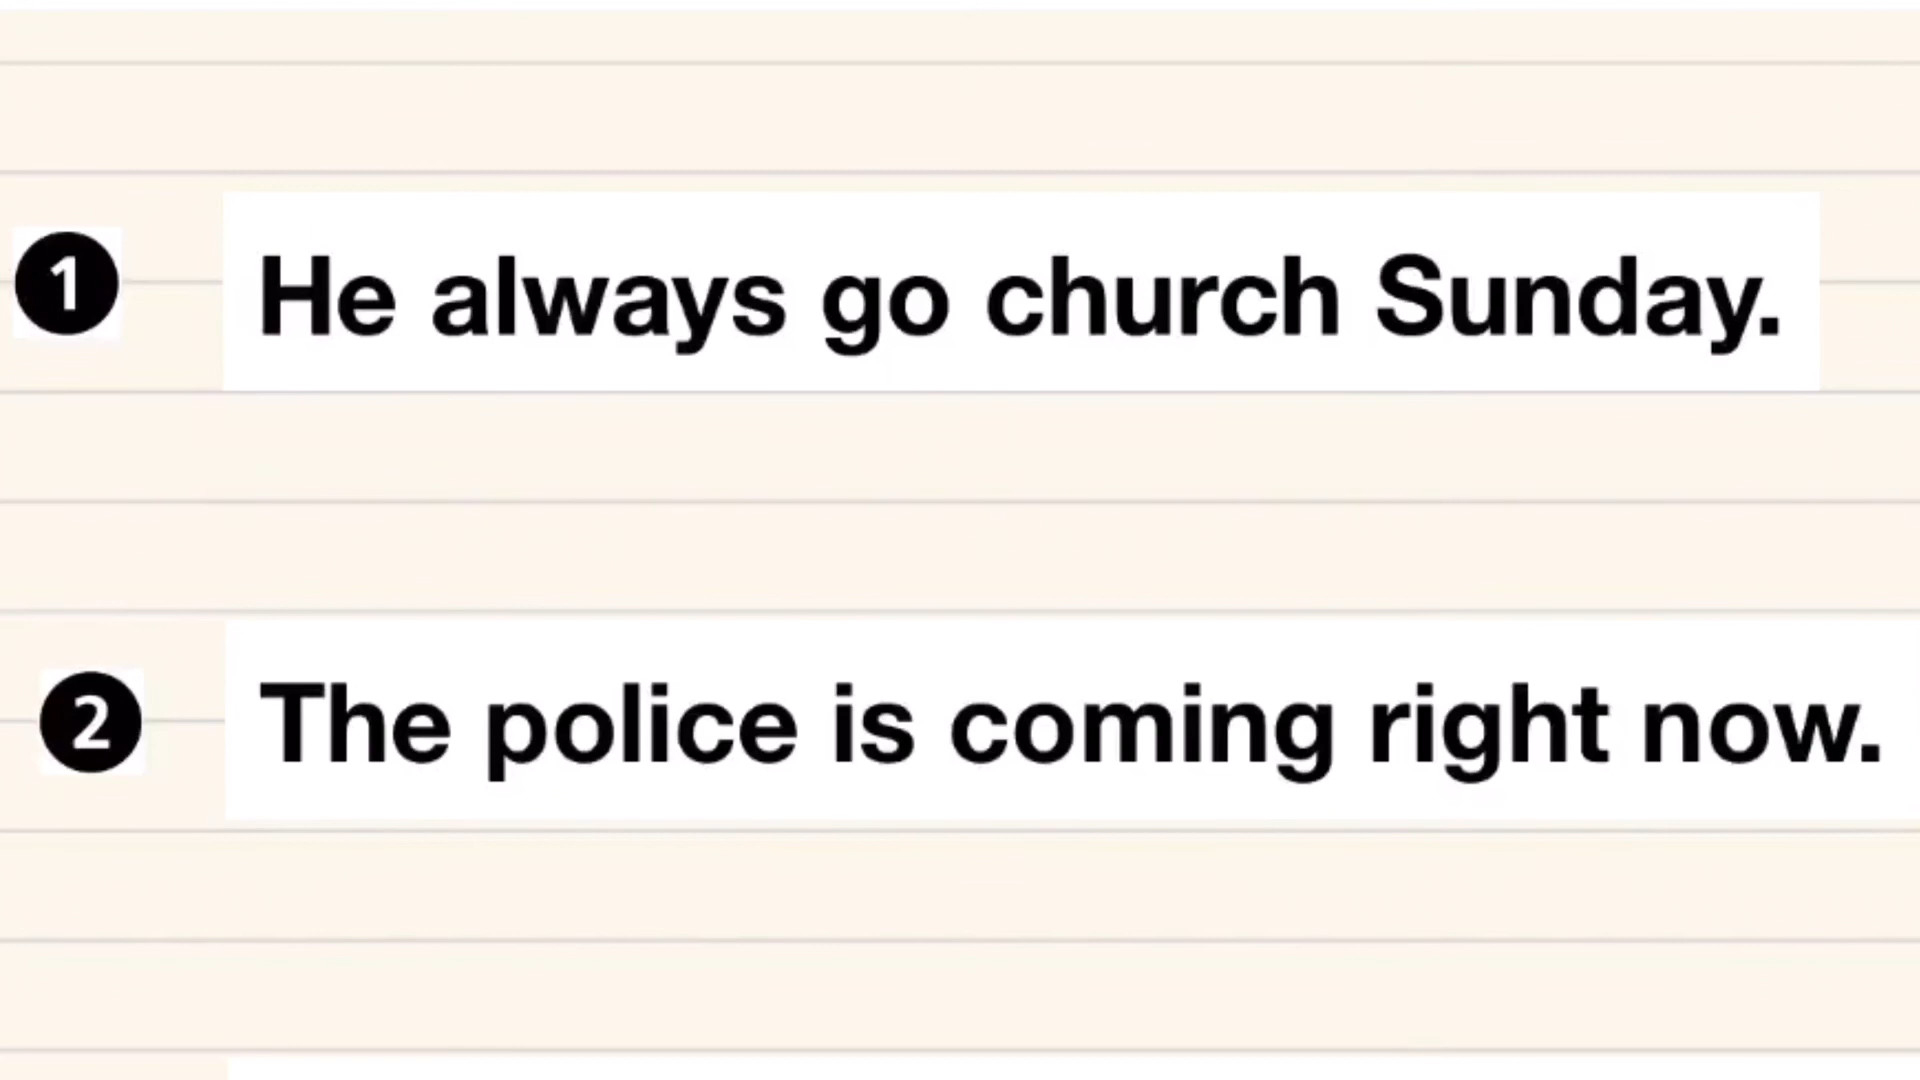 1 He always go church Sunday.
2 The police is coming right now.